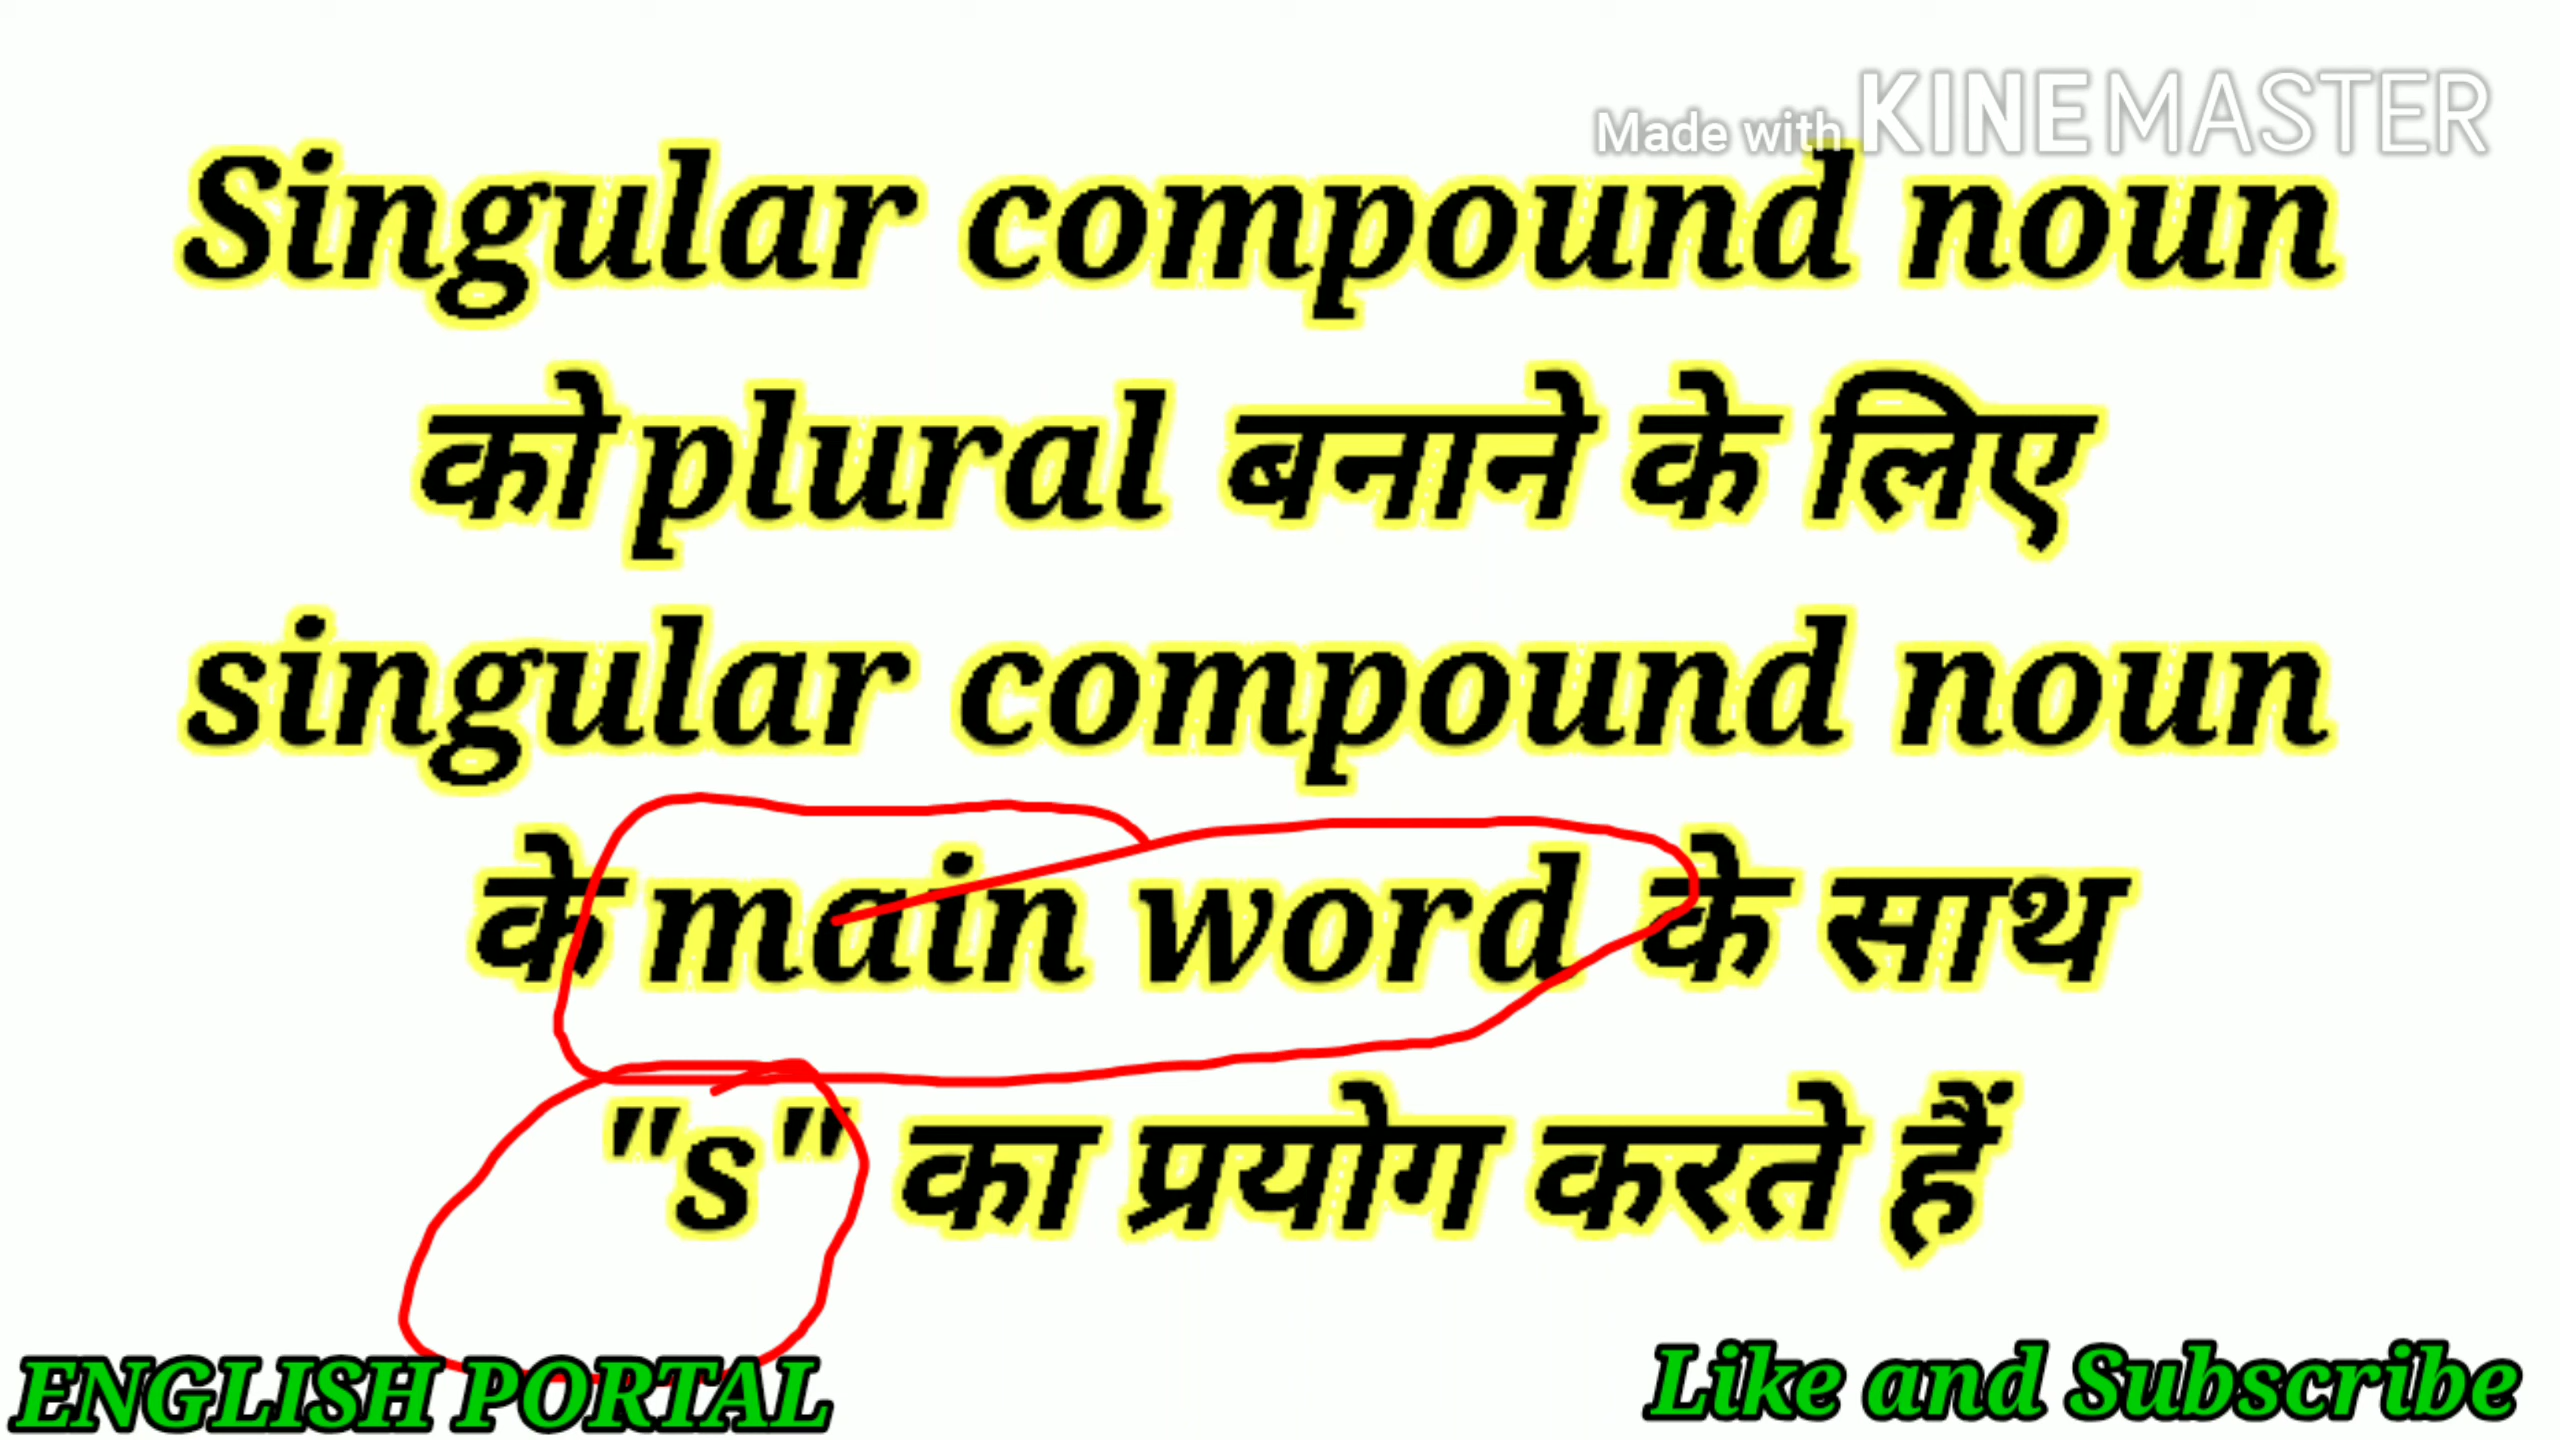 Made with KINEMASTER
Singular compound noun
को plural बनाने के लिए
singular compound noun
के main word के साथ
"s" का प्रयोग करते हैं
ENGLISH PORTAL
Like and Subscribe